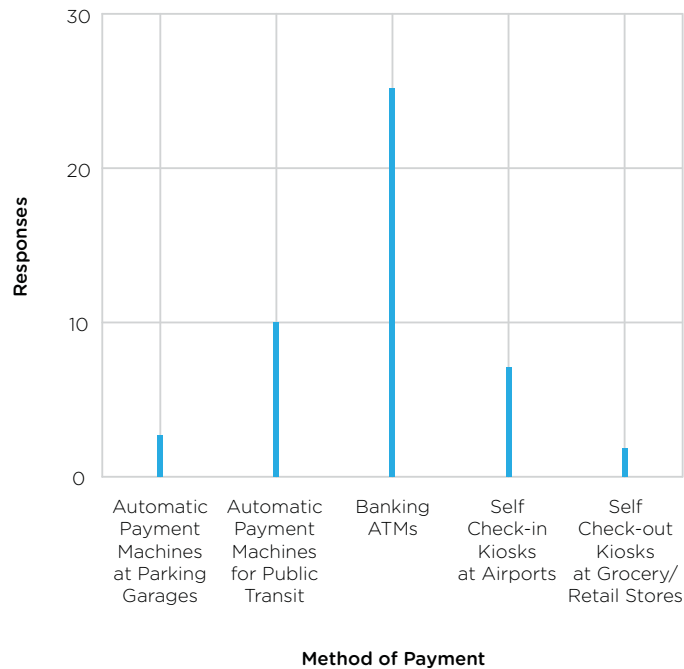 30
20
10
0
Responses
Automatic
Payment
Machines
at Parking
Garages
Automatic
Payment
Machines
for Public
Transit
Banking
ATMs
Self
Check-in
Kiosks
at Airports
Self
Check-out
Kiosks
at Grocery/
Retail Stores
Method of Payment